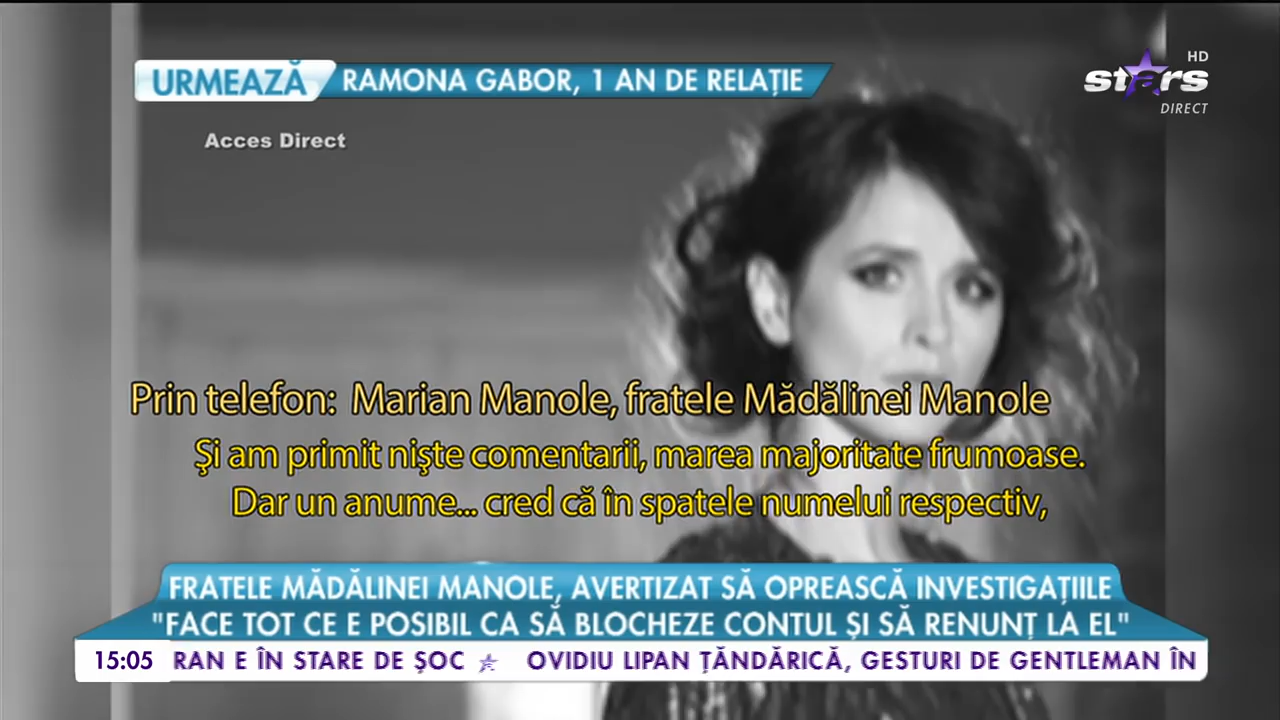 URMEAZĂ RAMONA GABOR, 1 AN DE RELAȚIE
HD
stars
DIRECT
Acces Direct
Prin telefon: Marian Manole, fratele Mădălinei Manole
Şi am primit nişte comentarii, marea majoritate frumoase.
Dar un anume... cred că în spatele numelui respectiv,
FRATELE MĂDĂLINEI MANOLE, AVERTIZAT SĂ OPREASCĂ INVESTIGAȚIILE
"FACE TOT CE E POSIBIL CA SĂ BLOCHEZE CONTUL ȘI SĂ RENUNȚ LA EL"
15:05 RAN E ÎN STARE DE ȘOC OVIDIU LIPAN ȚĂNDĂRICĂ, GESTURI DE GENTLEMAN ÎN